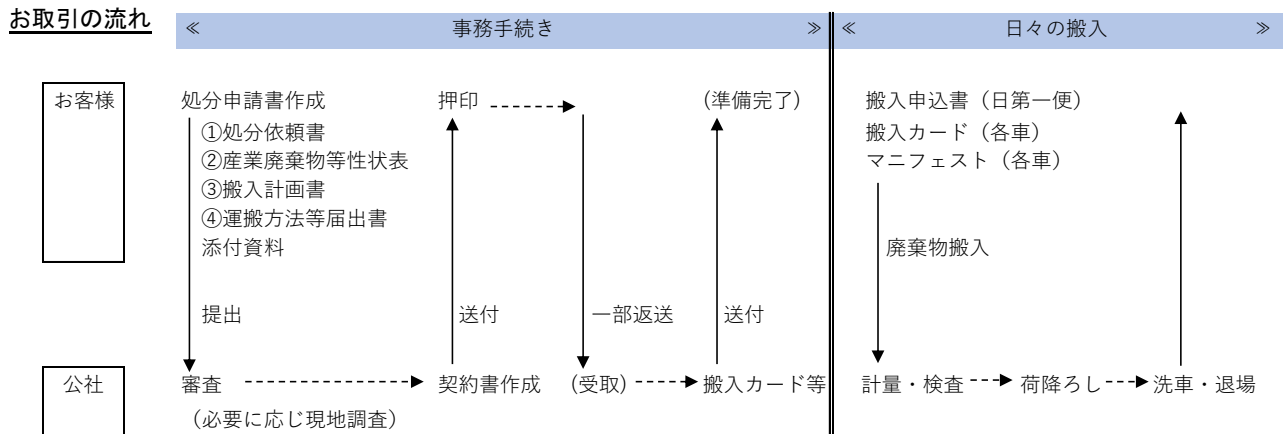 お取引の流れ
≪ 事務手続き ≫ ≪ 日々の搬入 ≫
お客様 処分申請書作成 押印 (準備完了) 搬入申込書（日第一便）
①処分依頼書 搬入カード（各車）
②産業廃棄物等性状表 マニフェスト（各車）
③搬入計画書
④運搬方法等届出書
添付資料 廃棄物搬入
提出 送付 一部返送 送付
公社 審査 契約書作成 (受取) 搬入カード等 計量・検査 荷降ろし 洗車・退場
（必要に応じ現地調査）